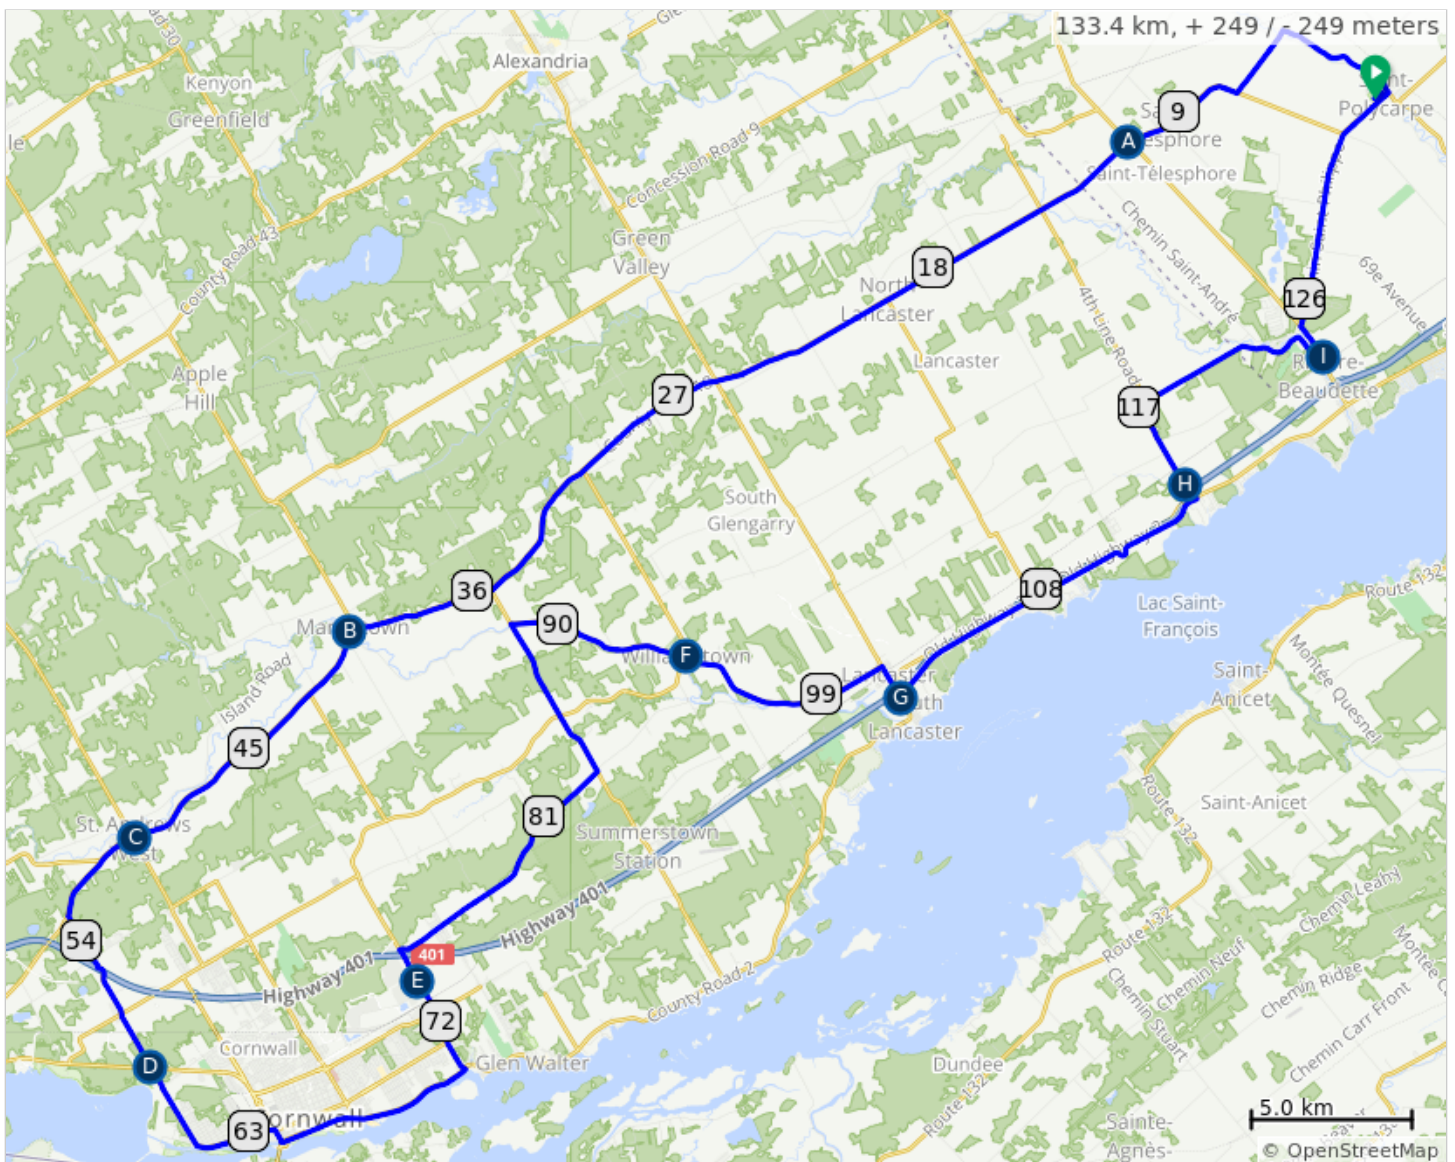 133.4 km, + 249 / - 249 meters
Alexandria
Kenyon
Greenfield
Saint-Télesphore
Concession Road 9
Green
Valley
County Road 43
Chemin Saint-André
69e Avenue
9
A
18
North
Lancaster
126
4th Line Road
Lancaster
I
Beaudette
Apple
Hill
27
117
H
South
Glengarry
36
B
90
F
108
Lac Saint-
François
Route 132
Island Road
99
G
Lancaster
Saint-
Anicet
Montée Quesnel
45
C
St. Andrews
West
81
Summerstown
Station
Route 132
Saint-Anicet
Chemin Leahy
54
Highway 401
401
Highway 401
E
County Road 2
Route 132
Chemin Neuf
Chemin Ridge
Chemin Stuart
Chemin Carr Front
72
D
Cornwall
Glen Walter
Dundee
Route 132
63
Sainte-
Agnès-
5.0 km
© OpenStreetMap